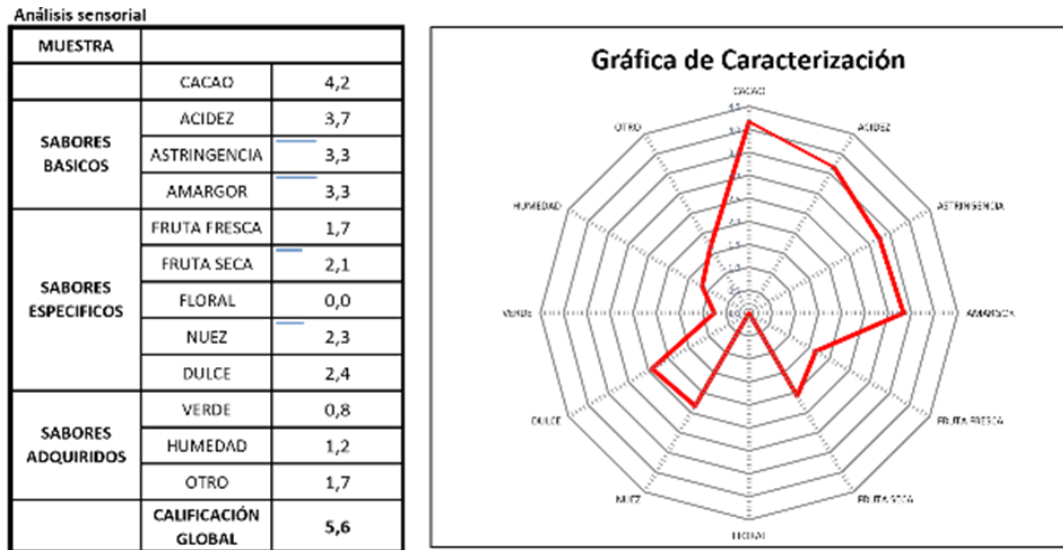 Análisis sensorial
MUESTRA
CACAO 4,2
SABORES BASICOS
ACIDEZ 3,7
ASTRINGENCIA 3,3
AMARGOR 3,3
SABORES ESPECIFICOS
FRUTA FRESCA 1,7
FRUTA SECA 2,1
FLORAL 0,0
NUEZ 2,3
DULCE 2,4
SABORES ADQUIRIDOS
VERDE 0,8
HUMEDAD 1,2
OTRO 1,7
CALIFICACIÓN GLOBAL 5,6
Gráfica de Caracterización
CACAO
ACIDEZ
ASTRINGENCIA
AMARGOR
FRUTA FRESCA
FRUTA SECA
FLORAL
NUEZ
DULCE
VERDE
HUMEDAD
OTRO